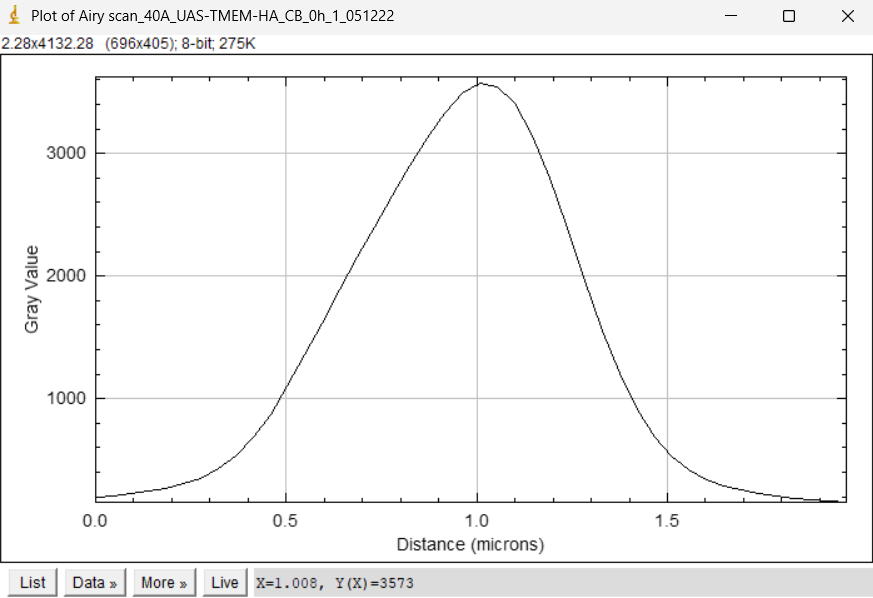 Plot of Airy scan_40A_UAS-TMEM-HA_CB_0h_1_051222
2.28x4132.28 (696x405); 8-bit; 275K
3000
2000
1000
Gray Value
0.0 0.5 1.0 1.5
Distance (microns)
List Data » More » Live X=1.008, Y(X)=3573